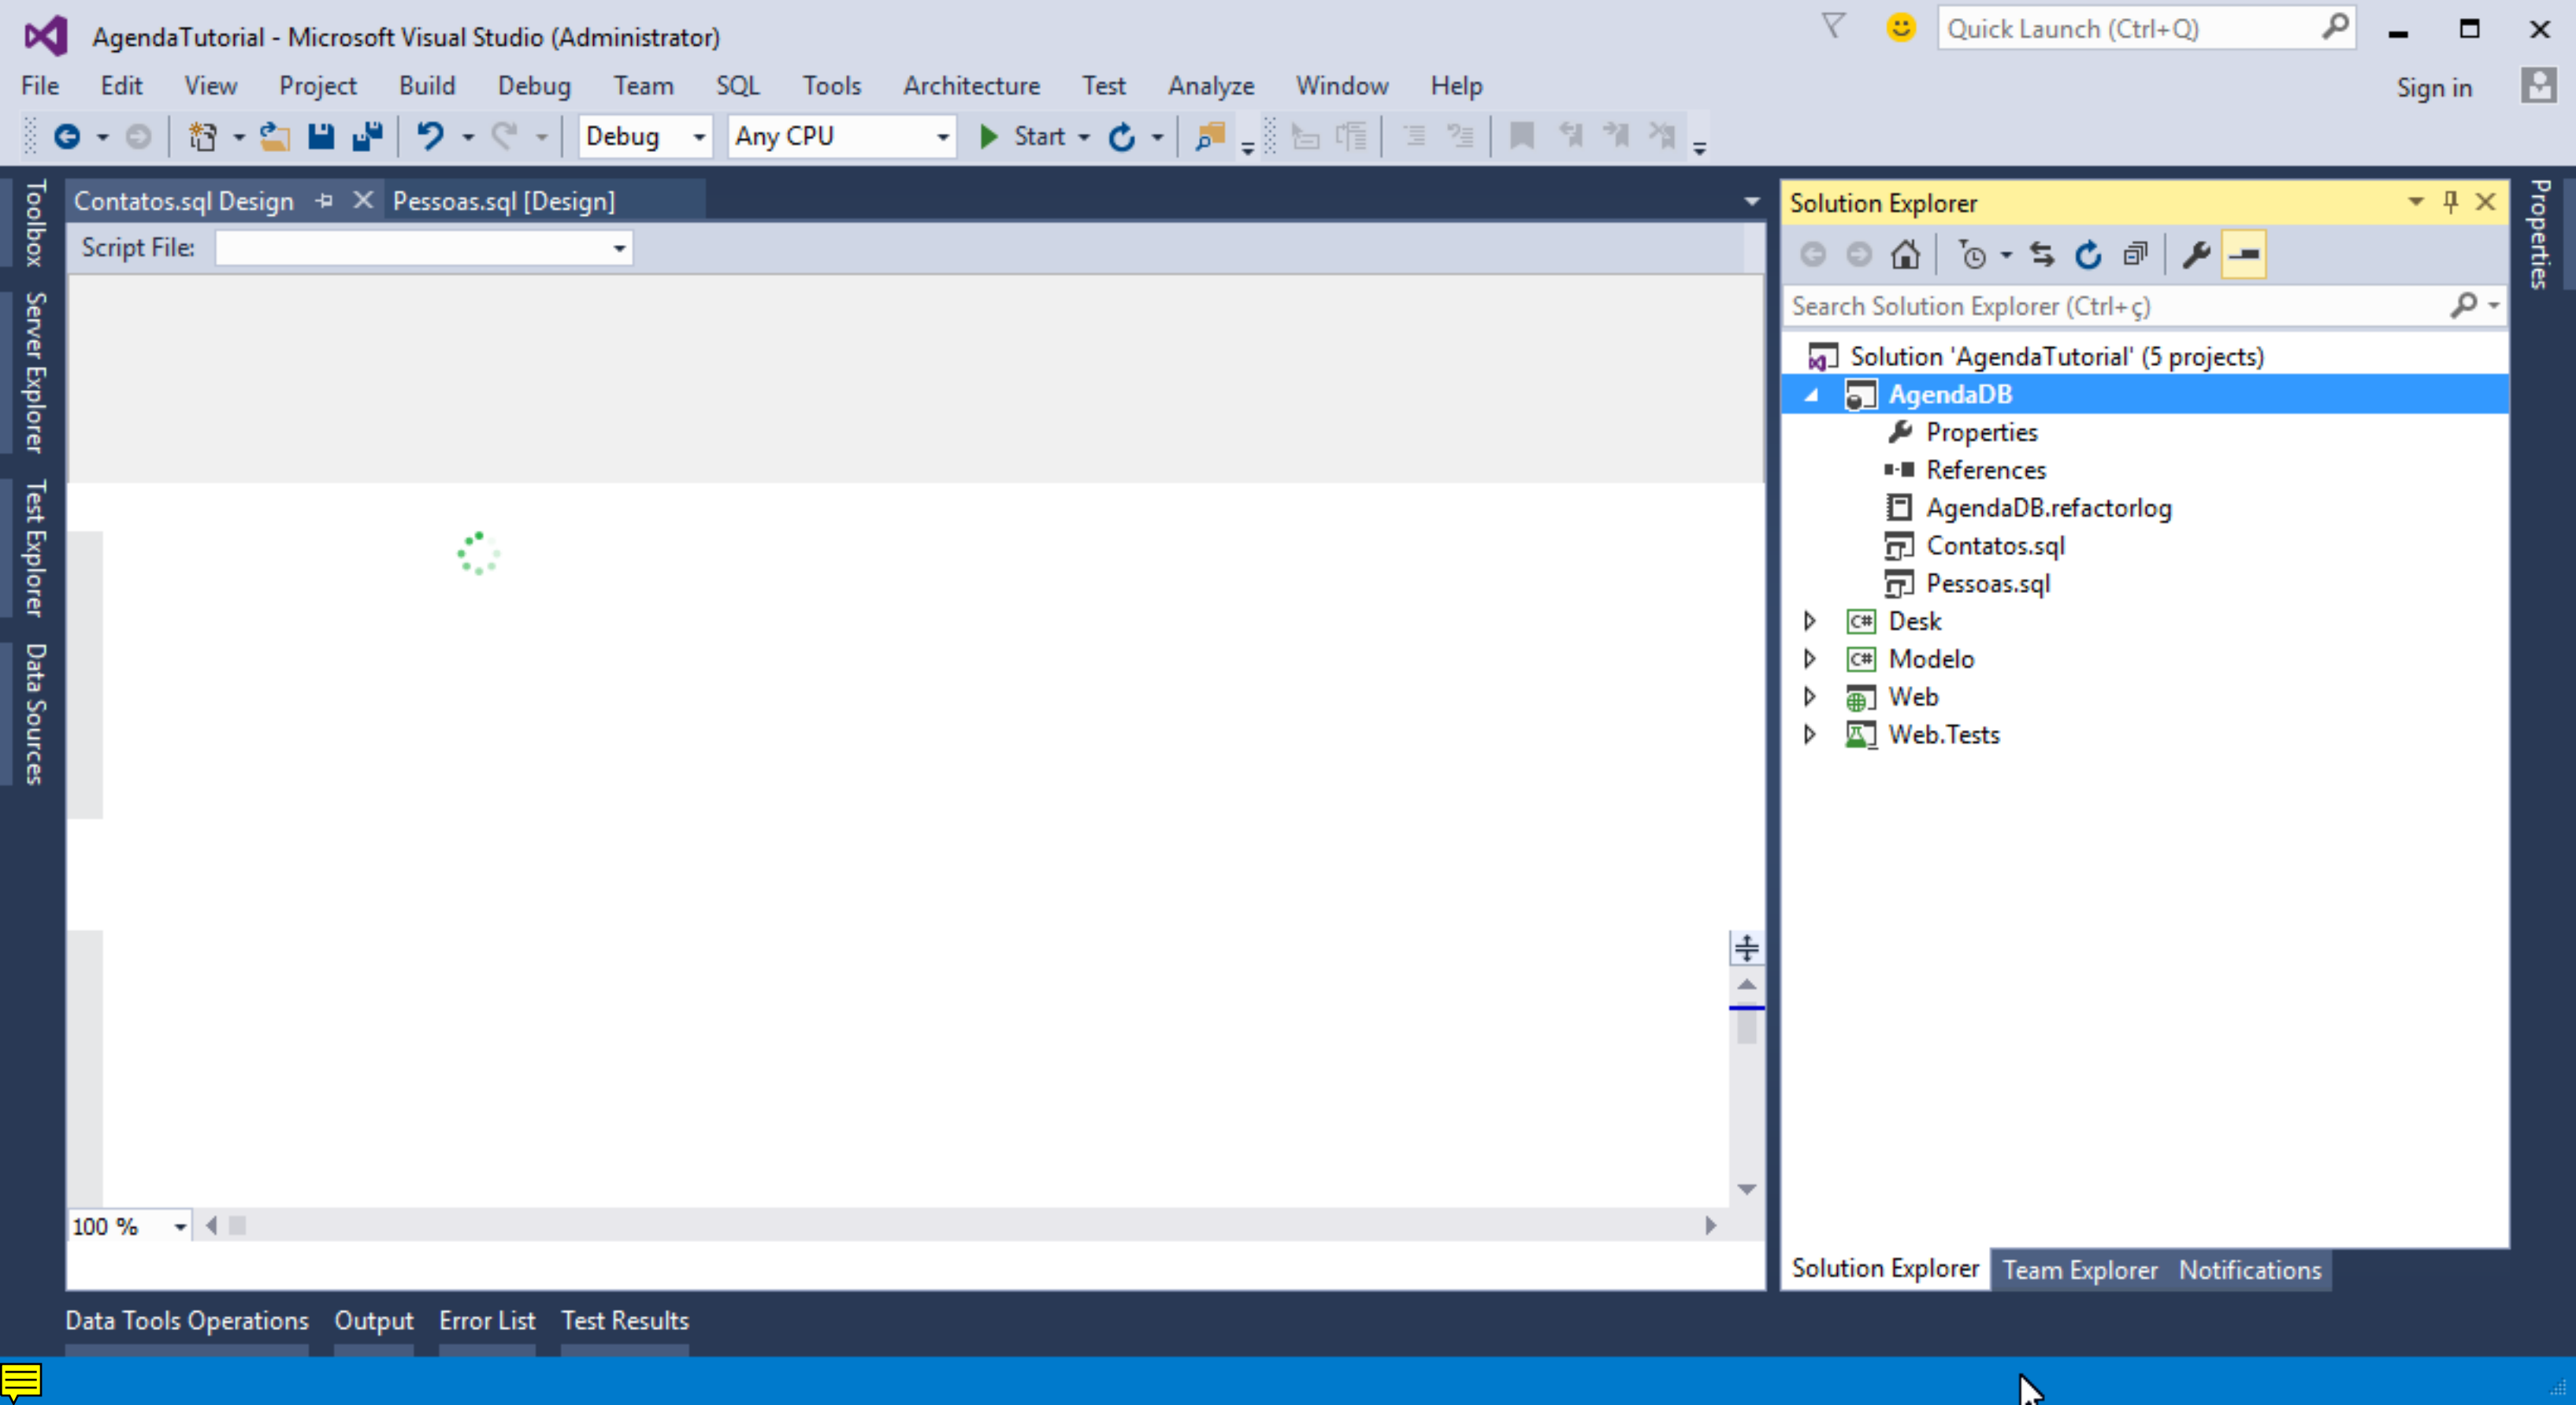 AgendaTutorial - Microsoft Visual Studio (Administrator)
Quick Launch (Ctrl+Q)
File Edit View Project Build Debug Team SQL Tools Architecture Test Analyze Window Help
Sign in
Debug Any CPU Start
Toolbox
Server Explorer
Test Explorer
Data Sources
Contatos.sql Design Pessoas.sql [Design]
Script File:
100 %
Solution Explorer
Search Solution Explorer (Ctrl+ç)
Solution 'AgendaTutorial' (5 projects)
AgendaDB
Properties
References
AgendaDB.refactorlog
Contatos.sql
Pessoas.sql
C# Desk
C# Modelo
Web
Web.Tests
Solution Explorer Team Explorer Notifications
Properties
Data Tools Operations Output Error List Test Results